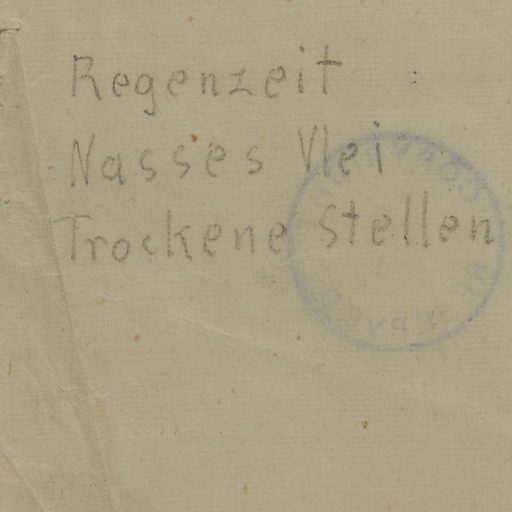 Regenzeit :
Nasses Vlei
Trockene Stellen